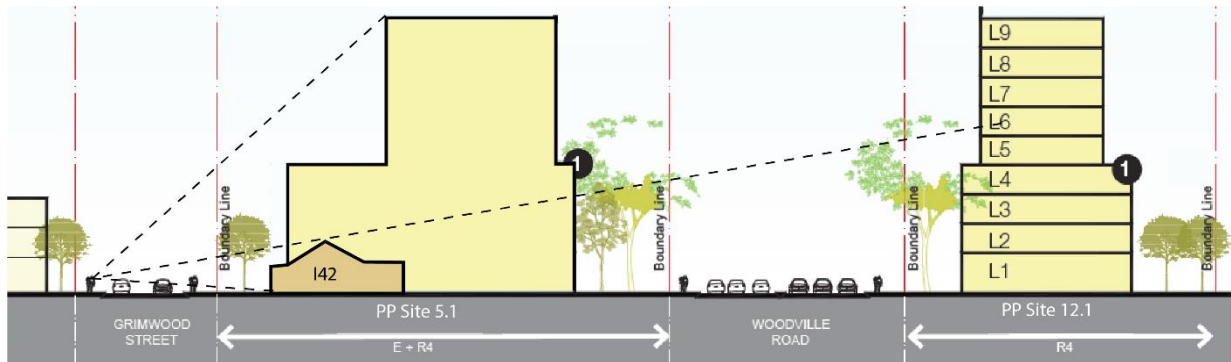 L9
L8
L7
L6
L5
1
1
L4
L3
L2
L1
Boundary Line
Boundary Line
Boundary Line
Boundary Line
I42
GRIMWOOD
STREET
PP Site 5.1
E + R4
WOODVILLE
ROAD
PP Site 12.1
R4